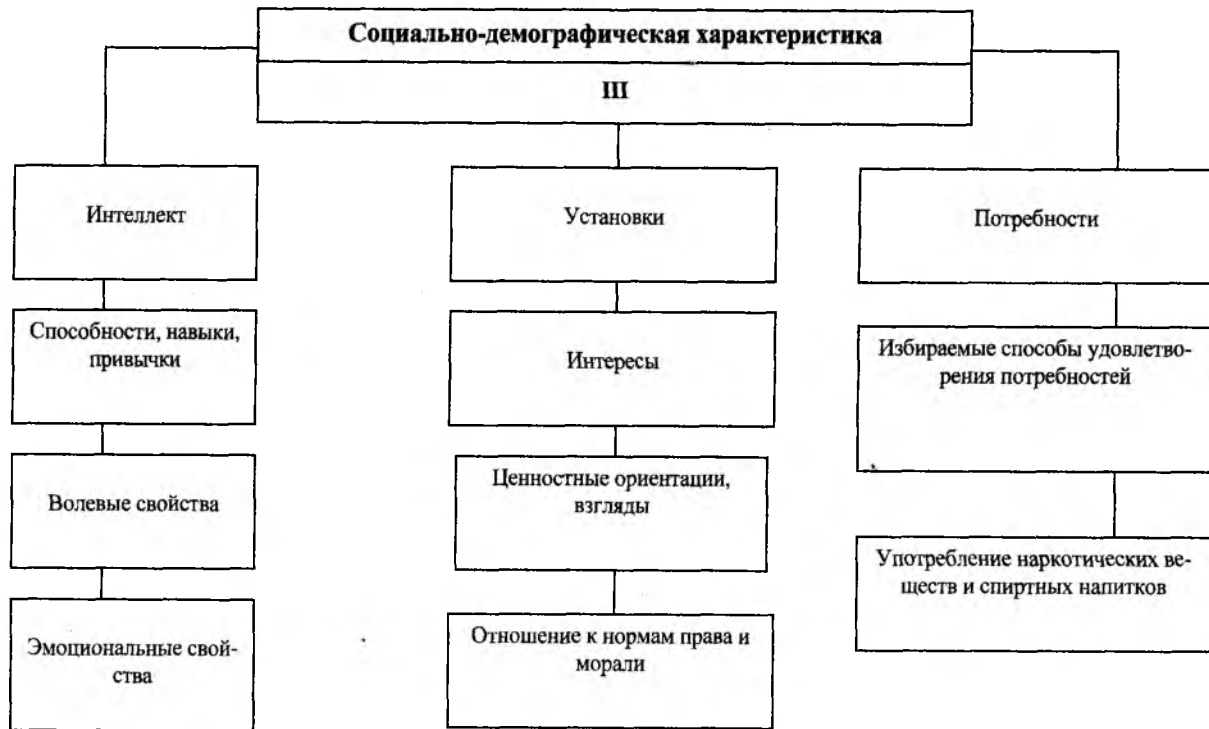 Социально-демографическая характеристика
III
Интеллект
Способности, навыки,
привычки
Волевые свойства
Эмоциональные свой-
ства
Установки
Интересы
Ценностные ориентации,
взгляды
Отношение к нормам права и
морали
Потребности
Избираемые способы удовлетво-
рения потребностей
Употребление наркотических ве-
ществ и спиртных напитков